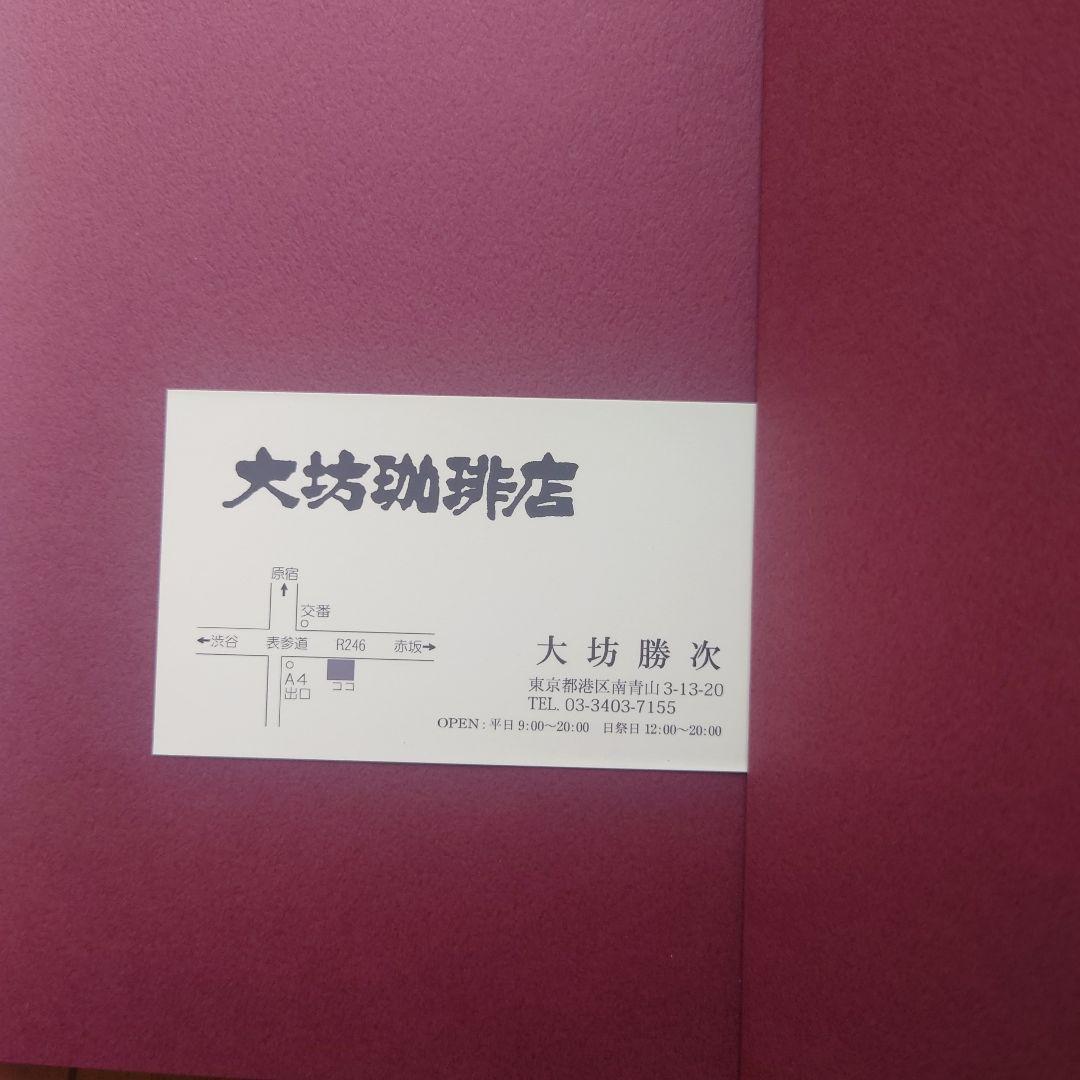 大坊珈琲店
原宿
交番
渋谷 表参道 R246 赤坂
A4
出口
ココ
大坊勝次
東京都港区南青山3-13-20
TEL. 03-3403-7155
OPEN : 平日 9:00〜20:00 日祭日 12:00〜20:00